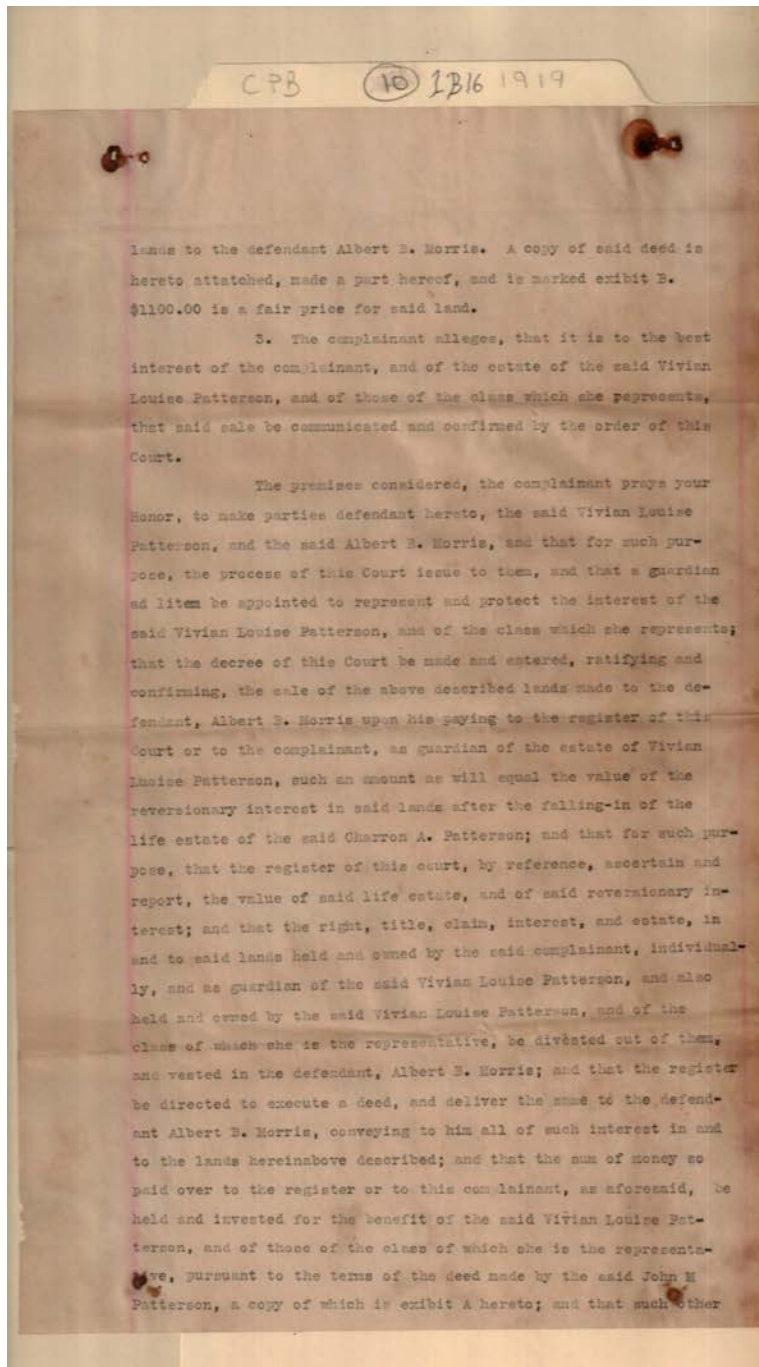 CPB 10 1B16 1919
lands to the defendant Albert B. Morris. A copy of said deed is
hereto attatched, made a part hereof, and is marked exibit B.
$1100.00 is a fair price for said land.
3. The complainant alleges, that it is to the best
interest of the complainant, and of the estate of the said Vivian
Louise Patterson, and of those of the class which she pepresents,
that said sale be communicated and confirmed by the order of this
Court.
The premises considered, the complainant prays your
Honor, to make parties defendant hereto, the said Vivian Louise
Patterson, and the said Albert B. Morris, and that for such pur-
pose, the process of this Court issue to them, and that a guardian
ad litem be appointed to represent and protect the interest of the
said Vivian Louise Patterson, and of the class which she represents;
that the decree of this Court be made and entered, ratifying and
confirming, the sale of the above described lands made to the de-
fendant, Albert B. Morris upon his paying to the register of this
Court or to the complainant, as guardian of the estate of Vivian
Luoise Patterson, such an amount as will equal the value of the
reversionary interest in said lands after the falling-in of the
life estate of the said Charron A. Patterson; and that for such pur-
pose, that the register of this court, by reference, ascertain and
report, the value of said life estate, and of said reversionary in-
terest; and that the right, title, claim, interest, and estate, in
and to said lands held and owned by the said complainant, individual-
ly, and as guardian of the said Vivian Louise Patterson, and also
held and owned by the said Vivian Louise Patterson, and of the
class of which she is the representative, be divested out of them,
and vested in the defendant, Albert B. Morris; and that the register
be directed to execute a deed, and deliver the same to the defend-
ant Albert B. Morris, conveying to him all of such interest in and
to the lands hereinabove described; and that the sum of money so
paid over to the register or to this com lainant, as aforesaid, be
held and invested for the benefit of the said Vivian Louise Pat-
terson, and of those of the class of which she is the representa-
tive, pursuant to the terms of the deed made by the said John M
Patterson, a copy of which is exibit A hereto; and that such other